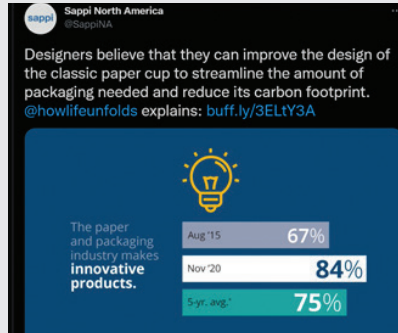 sappi
Sappi North America
@SappiNA
Designers believe that they can improve the design of
the classic paper cup to streamline the amount of
packaging needed and reduce its carbon footprint.
@howlifeunfolds explains: buff.ly/3ELtY3A
The paper
and packaging
industry makes
innovative
products.
Aug '15 67%
Nov '20 84%
5-yr. avg.* 75%